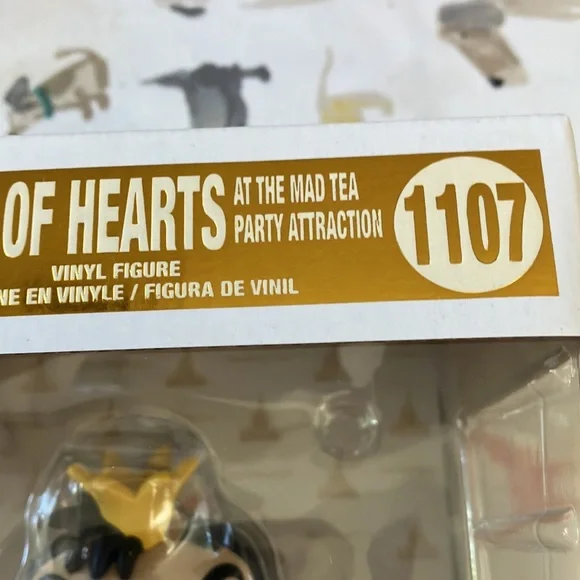 OF HEARTS AT THE MAD TEA
PARTY ATTRACTION
1107
VINYL FIGURE
NE EN VINYLE / FIGURA DE VINIL